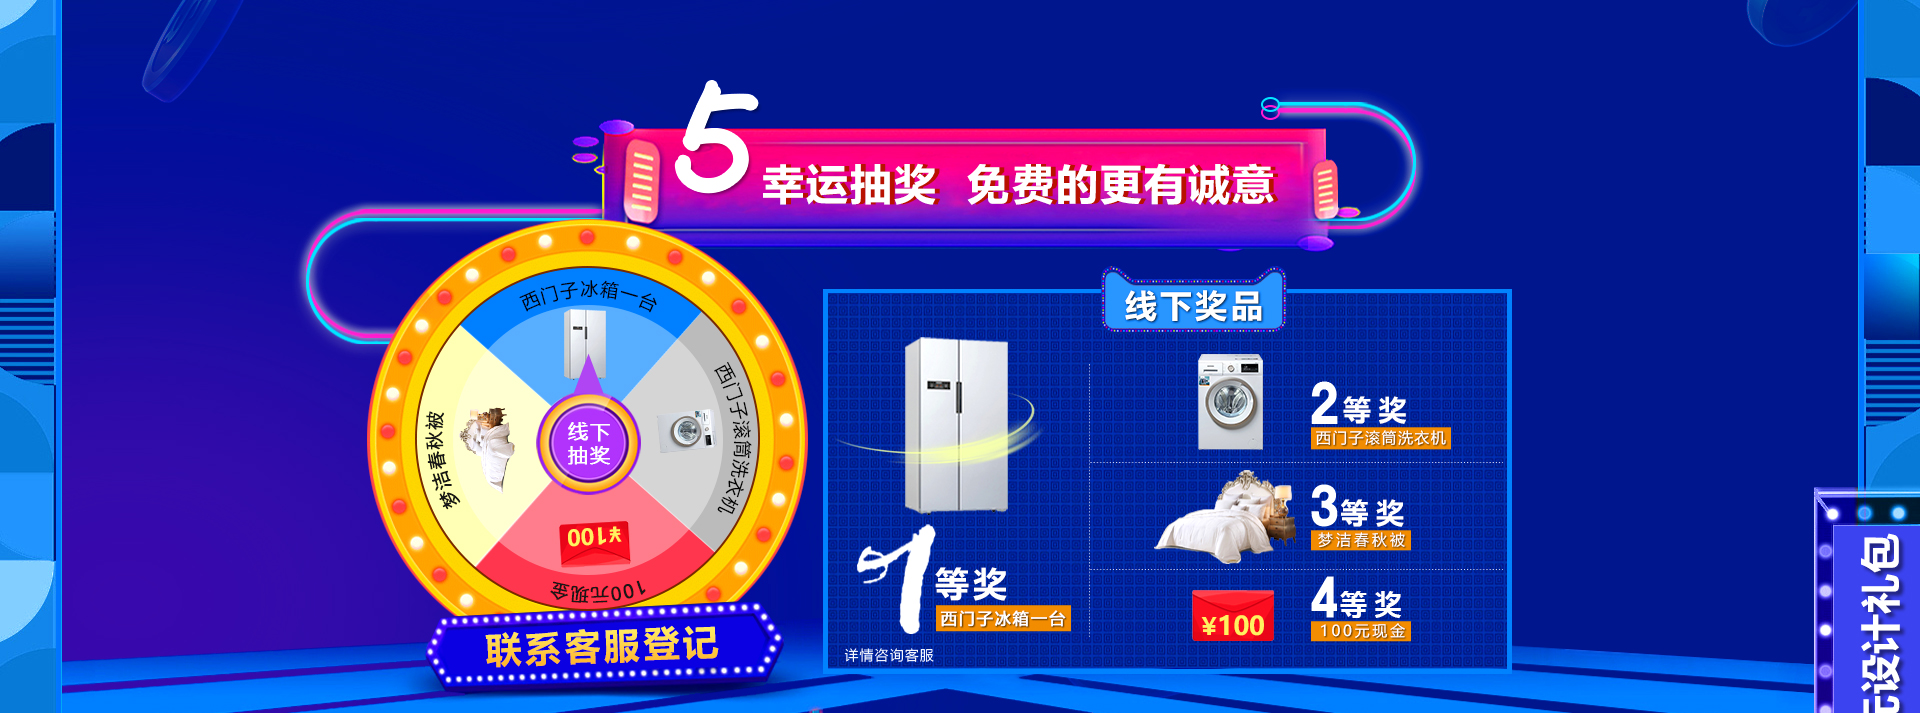 5
幸运抽奖 免费的更有诚意
西门子冰箱一台
西门子滚筒洗衣机
100元现金
梦洁春秋被
¥100
线下
抽奖
联系客服登记
线下奖品
1等奖
西门子冰箱一台
详情咨询客服
2等奖
西门子滚筒洗衣机
3等奖
梦洁春秋被
¥100
4等奖
100元现金
元设计礼包